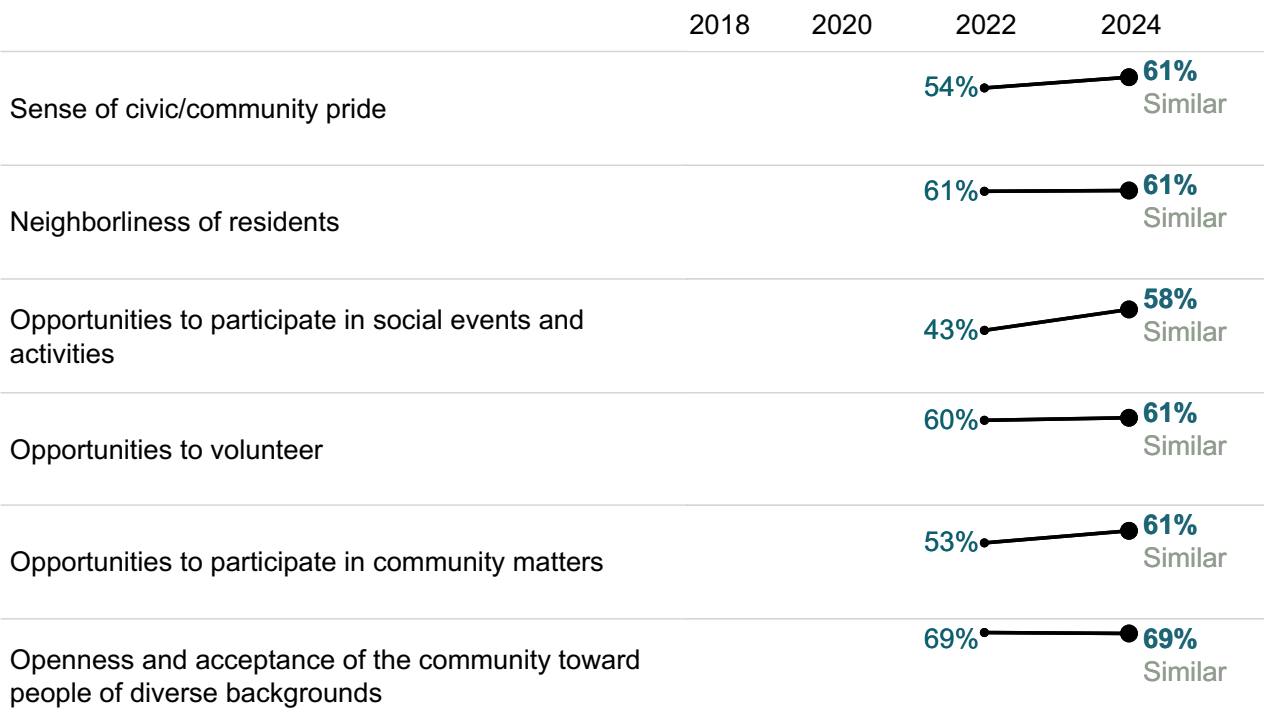 2018 2020 2022 2024
54% 61%
Similar
Sense of civic/community pride
61% 61%
Similar
Neighborliness of residents
58%
Opportunities to participate in social events and
43% Similar
activities
60% 61%
Similar
Opportunities to volunteer
53% 61%
Similar
Opportunities to participate in community matters
69% 69%
Openness and acceptance of the community toward
Similar
people of diverse backgrounds